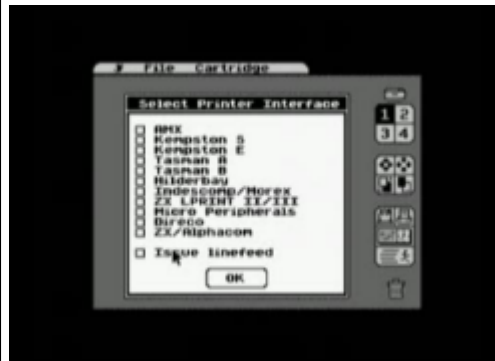 File Cartridge
Select Printer Interface
1 2
3 4
AMX
Kempston S
Kempston E
Tasman A
Tasman B
Hilderbay
Indescomp/Morex
ZX LPRINT II/III
Micro Peripherals
Direco
ZX/Alphacom
Issue linefeed
OK